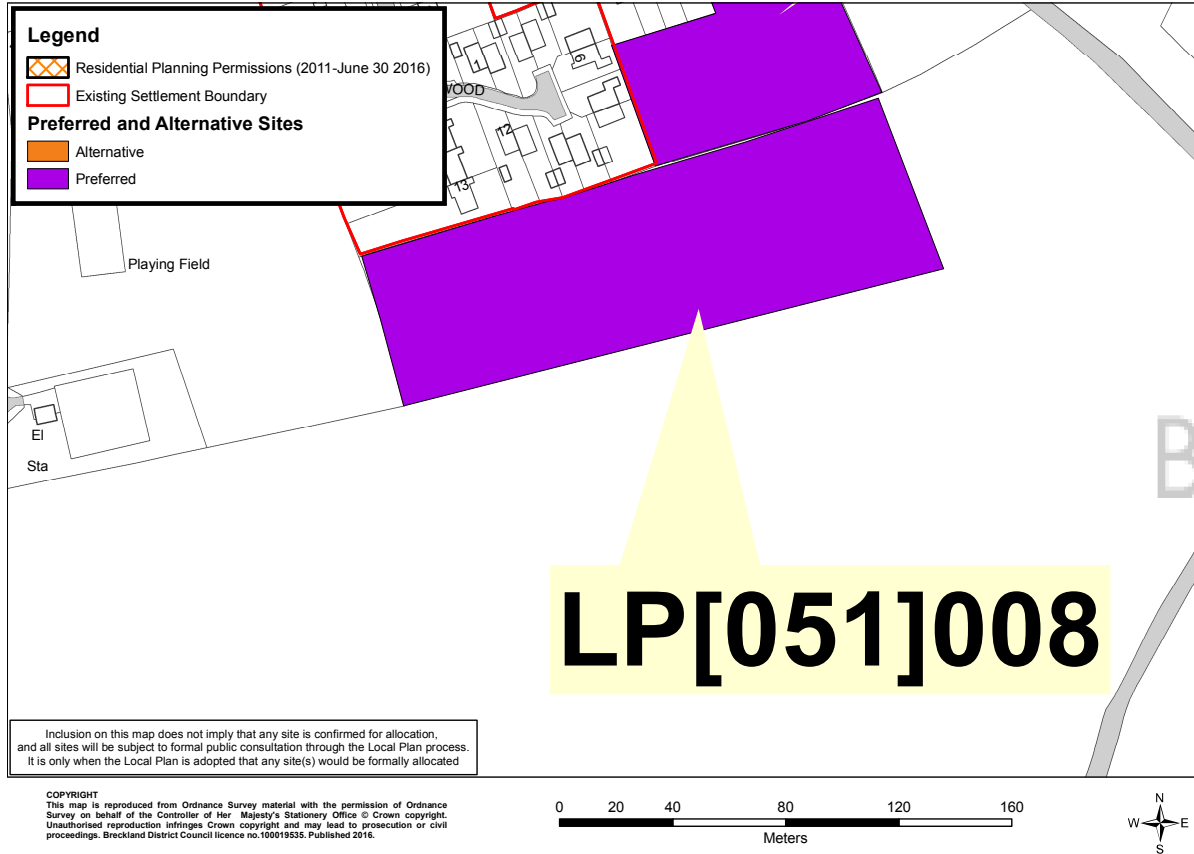 Legend
Residential Planning Permissions (2011-June 30 2016)
Existing Settlement Boundary
Preferred and Alternative Sites
Alternative
Preferred
WOOD
1
9
12
13
Playing Field
El
Sta
B
LP[051]008
Inclusion on this map does not imply that any site is confirmed for allocation,
and all sites will be subject to formal public consultation through the Local Plan process.
It is only when the Local Plan is adopted that any site(s) would be formally allocated
COPYRIGHT
This map is reproduced from Ordnance Survey material with the permission of Ordnance
Survey on behalf of the Controller of Her Majesty's Stationery Office © Crown copyright.
Unauthorised reproduction infringes Crown copyright and may lead to prosecution or civil
proceedings. Breckland District Council licence no.100019535. Published 2016.
0 20 40 80 120 160
Meters
N
W E
S